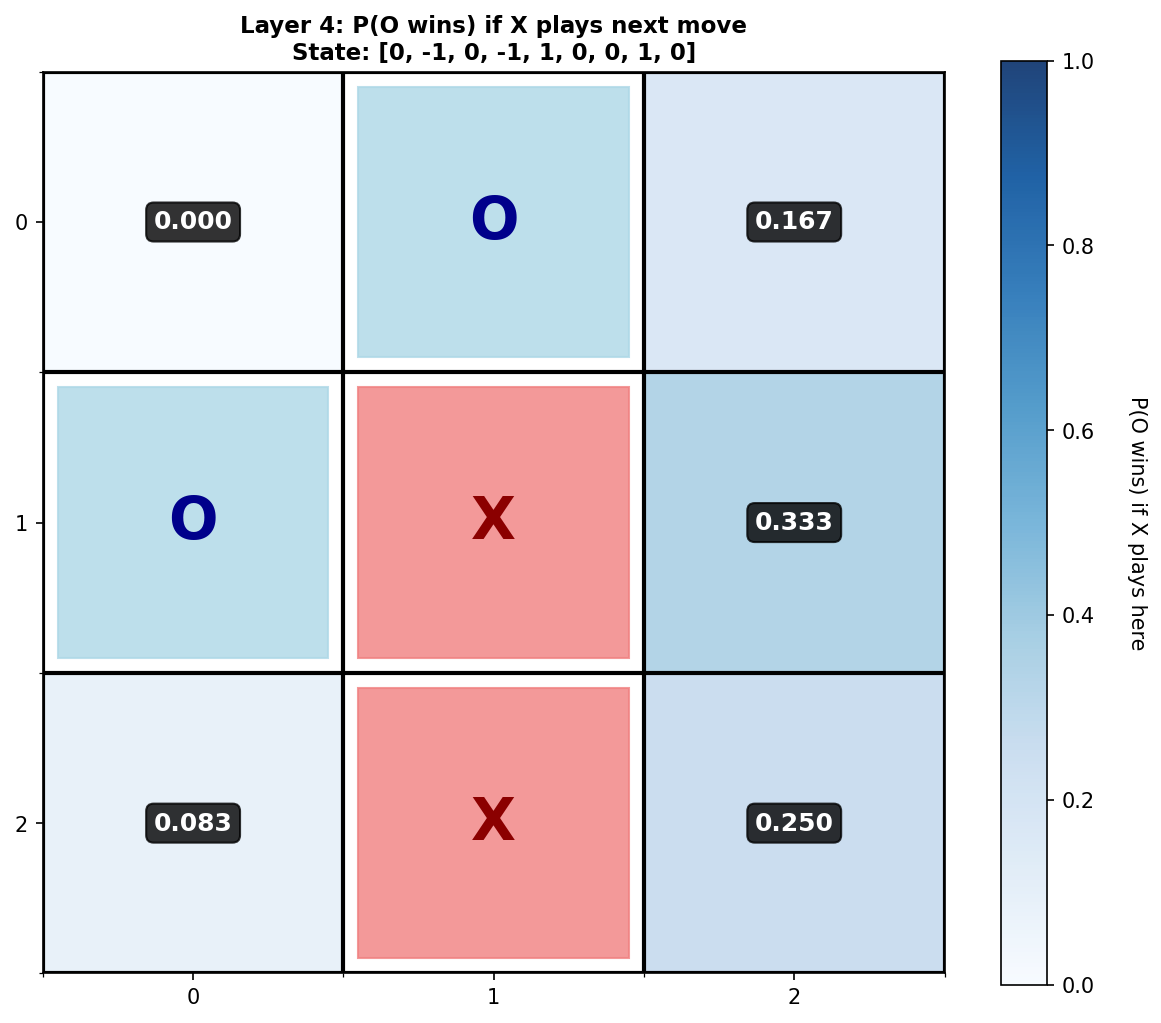 Layer 4: P(O wins) if X plays next move
State: [0, -1, 0, -1, 1, 0, 0, 1, 0]
0
0.000
O
0.167
1
O
X
0.333
2
0.083
X
0.250
0
1
2
1.0
0.8
0.6
0.4
0.2
0.0
P(O wins) if X plays here